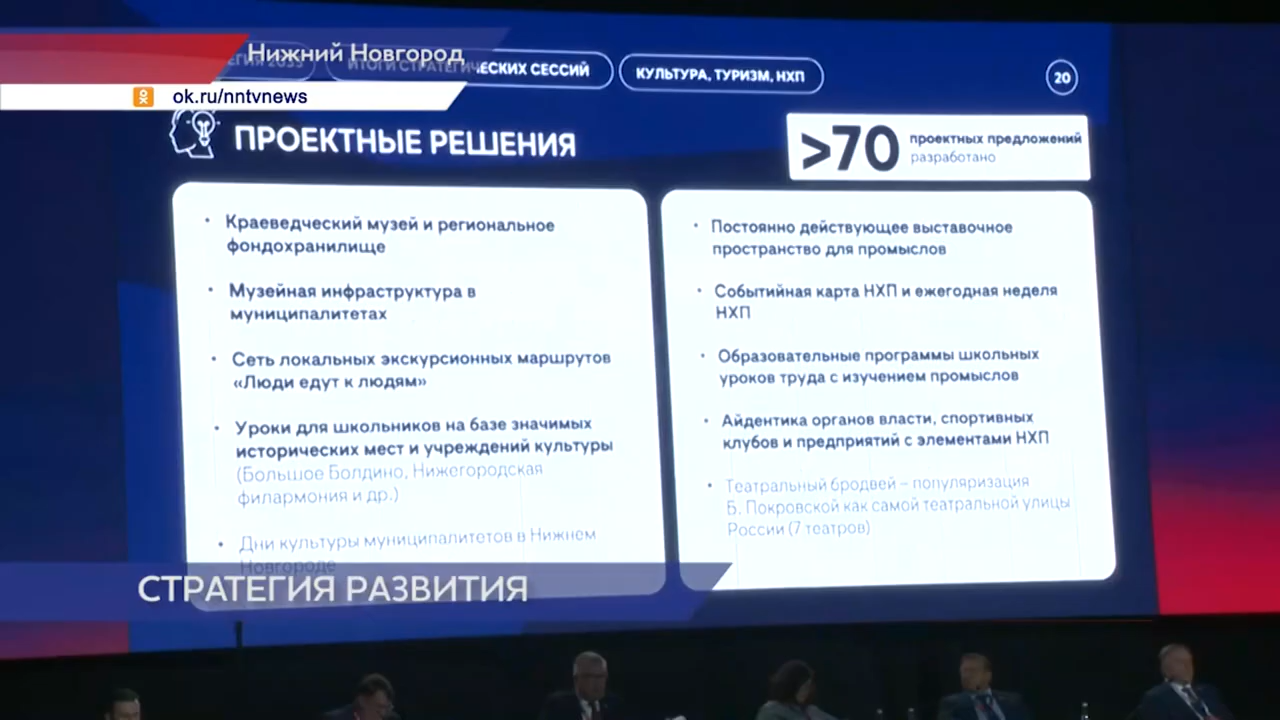 Нижний Новгород
ИТОГИ СТРАТЕГИЧЕСКИХ СЕССИЙ
КУЛЬТУРА, ТУРИЗМ, НХП
20
ok.ru/nntvnews
ПРОЕКТНЫЕ РЕШЕНИЯ
>70
проектных предложений
разработано
• Краеведческий музей и региональное
фондохранилище
• Музейная инфраструктура в
муниципалитетах
• Сеть локальных экскурсионных маршрутов
«Люди едут к людям»
• Уроки для школьников на базе значимых
исторических мест и учреждений культуры
(Большое Болдино, Нижегородская
филармония и др.)
• Дни культуры муниципалитетов в Нижнем
Новгороде
• Постоянно действующее выставочное
пространство для промыслов
• Событийная карта НХП и ежегодная неделя
НХП
• Образовательные программы школьных
уроков труда с изучением промыслов
• Айдентика органов власти, спортивных
клубов и предприятий с элементами НХП
• Театральный бродвей – популяризация
Б. Покровской как самой театральной улицы
России (7 театров)
СТРАТЕГИЯ РАЗВИТИЯ